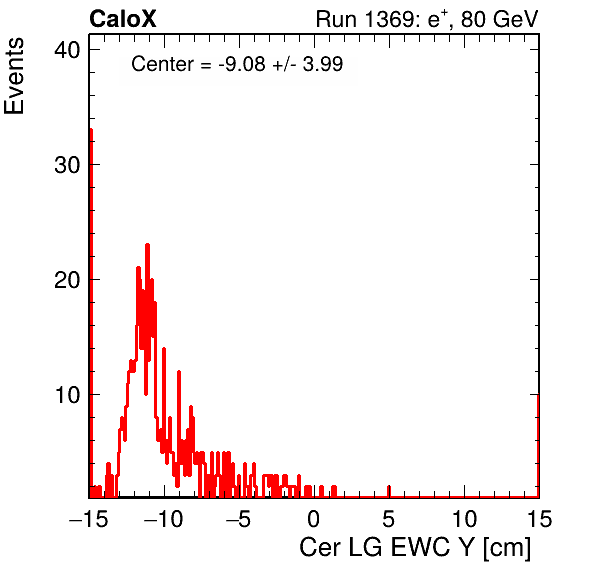 CaloX Run 1369: e⁺, 80 GeV
Center = -9.08 +/- 3.99
Events
40
30
20
10
−15 −10 −5 0 5 10 15
Cer LG EWC Y [cm]